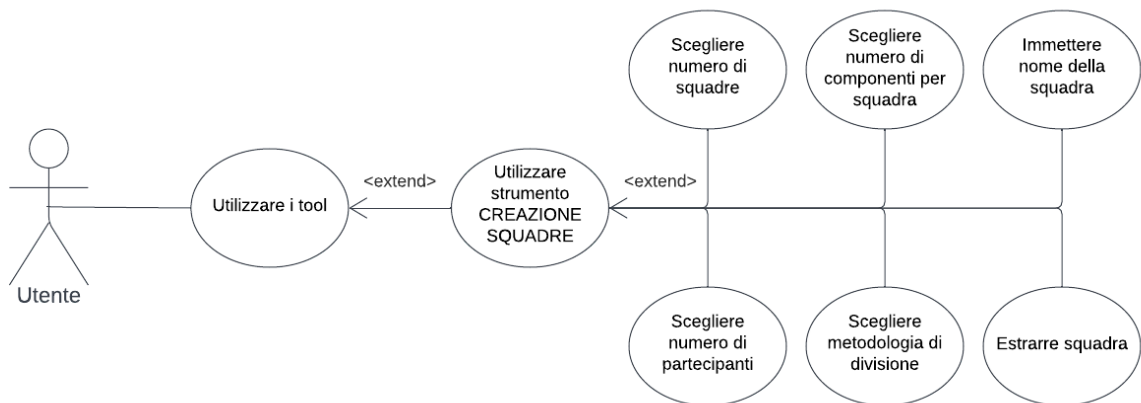 Scegliere
numero di
squadre
Scegliere
numero di
componenti per
squadra
Immettere
nome della
squadra
Utilizzare i tool
<extend>
Utilizzare
strumento
CREAZIONE
SQUADRE
<extend>
Utente
Scegliere
numero di
partecipanti
Scegliere
metodologia di
divisione
Estrarre squadra